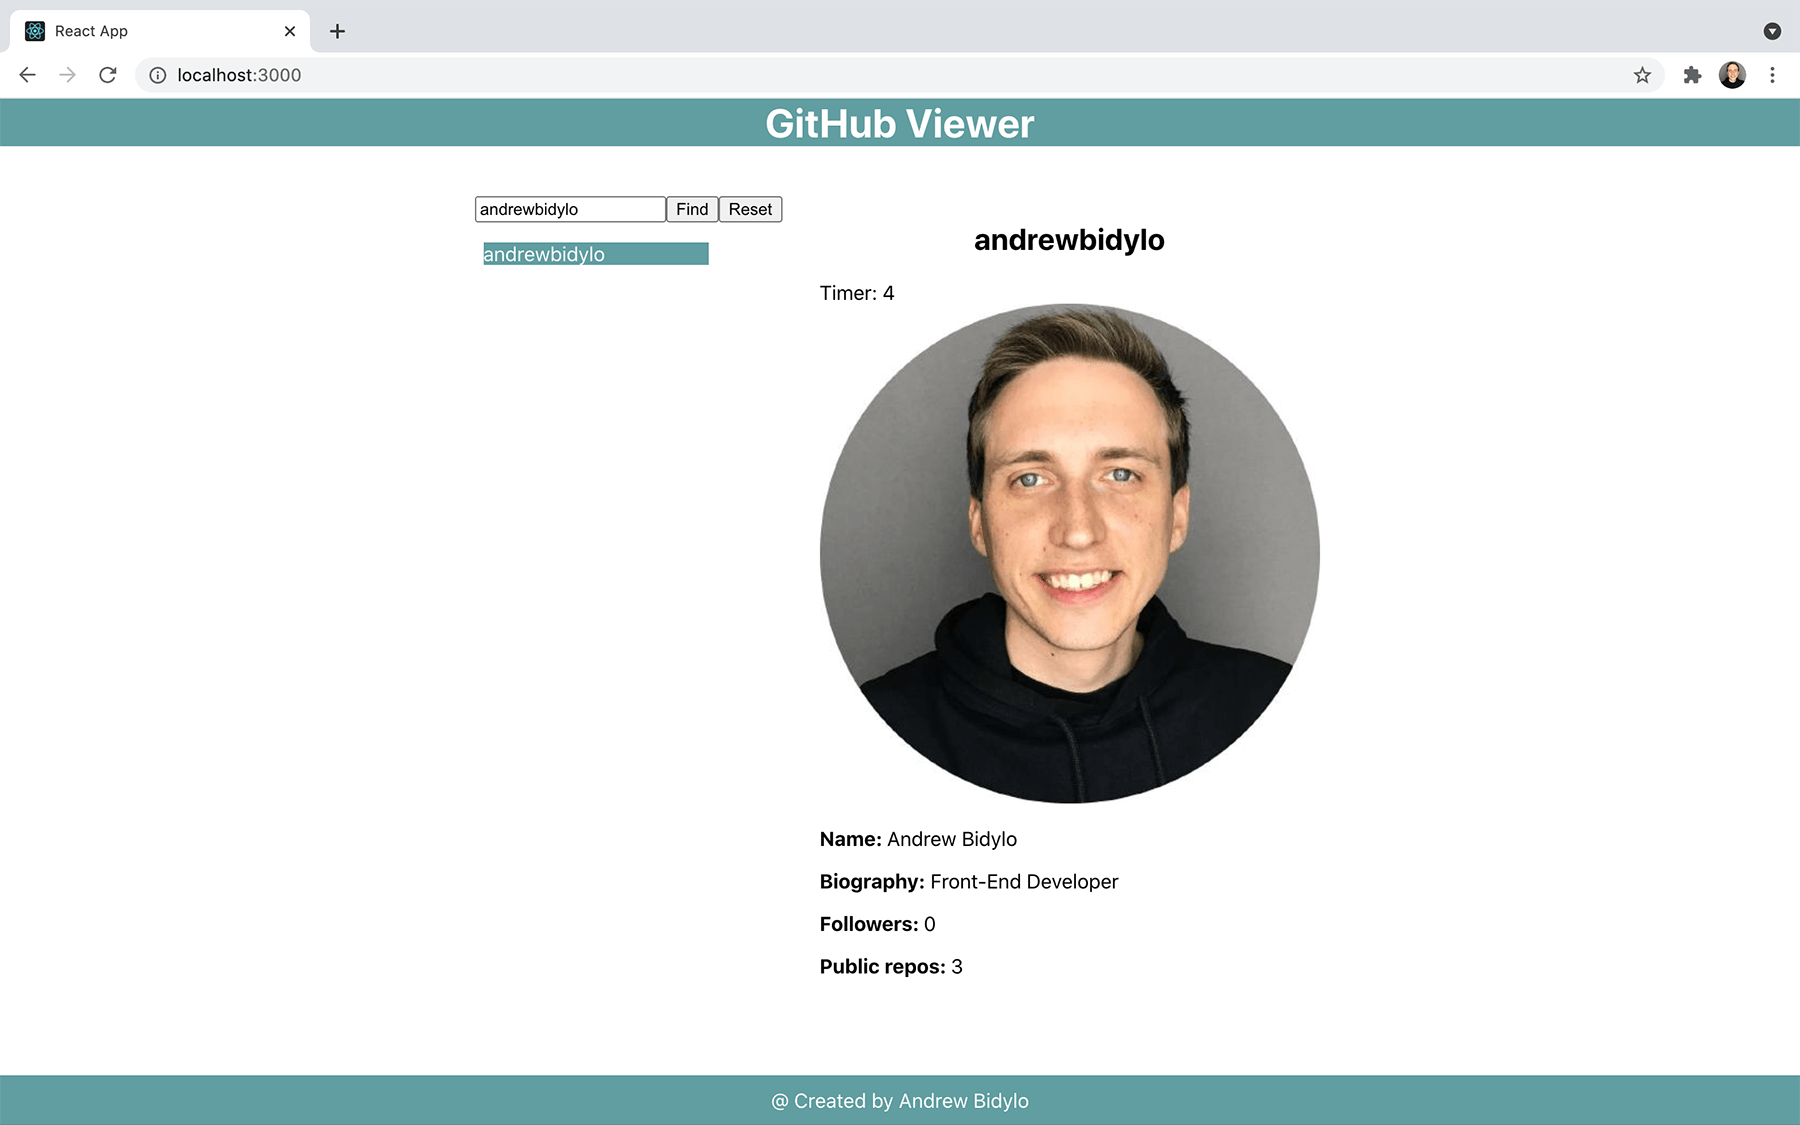 React App
localhost:3000
GitHub Viewer
andrewbidylo Find Reset
andrewbidylo
andrewbidylo
Timer: 4
Name: Andrew Bidylo
Biography: Front-End Developer
Followers: 0
Public repos: 3
@ Created by Andrew Bidylo